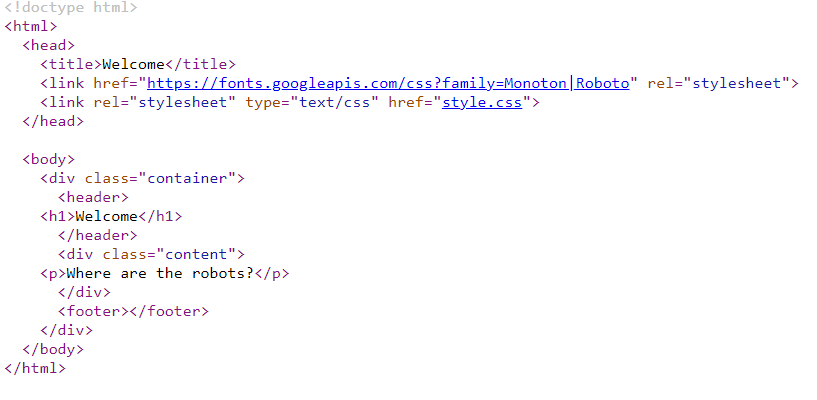 <!doctype html>
<html>
  <head>
    <title>Welcome</title>
    <link href="https://fonts.googleapis.com/css?family=Monoton|Roboto" rel="stylesheet">
    <link rel="stylesheet" type="text/css" href="style.css">
  </head>

  <body>
    <div class="container">
      <header>
    <h1>Welcome</h1>
      </header>
      <div class="content">
    <p>Where are the robots?</p>
      </div>
      <footer></footer>
    </div>
  </body>
</html>